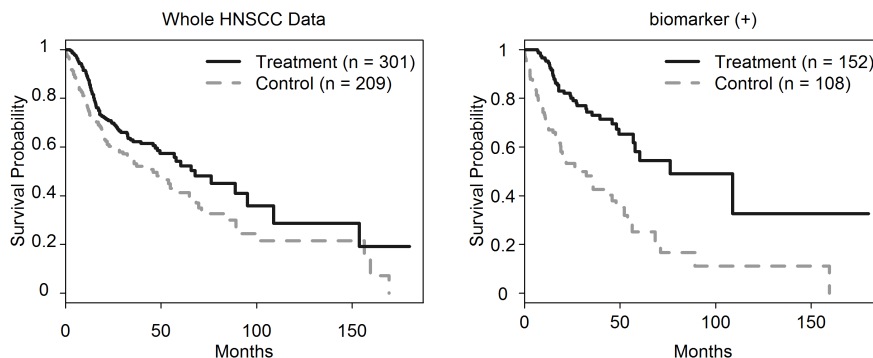 Whole HNSCC Data
Survival Probability
1
0.8
0.6
0.4
0.2
0
Treatment (n = 301)
Control (n = 209)
0 50 100 150
Months
biomarker (+)
Survival Probability
1
0.8
0.6
0.4
0.2
0
Treatment (n = 152)
Control (n = 108)
0 50 100 150
Months